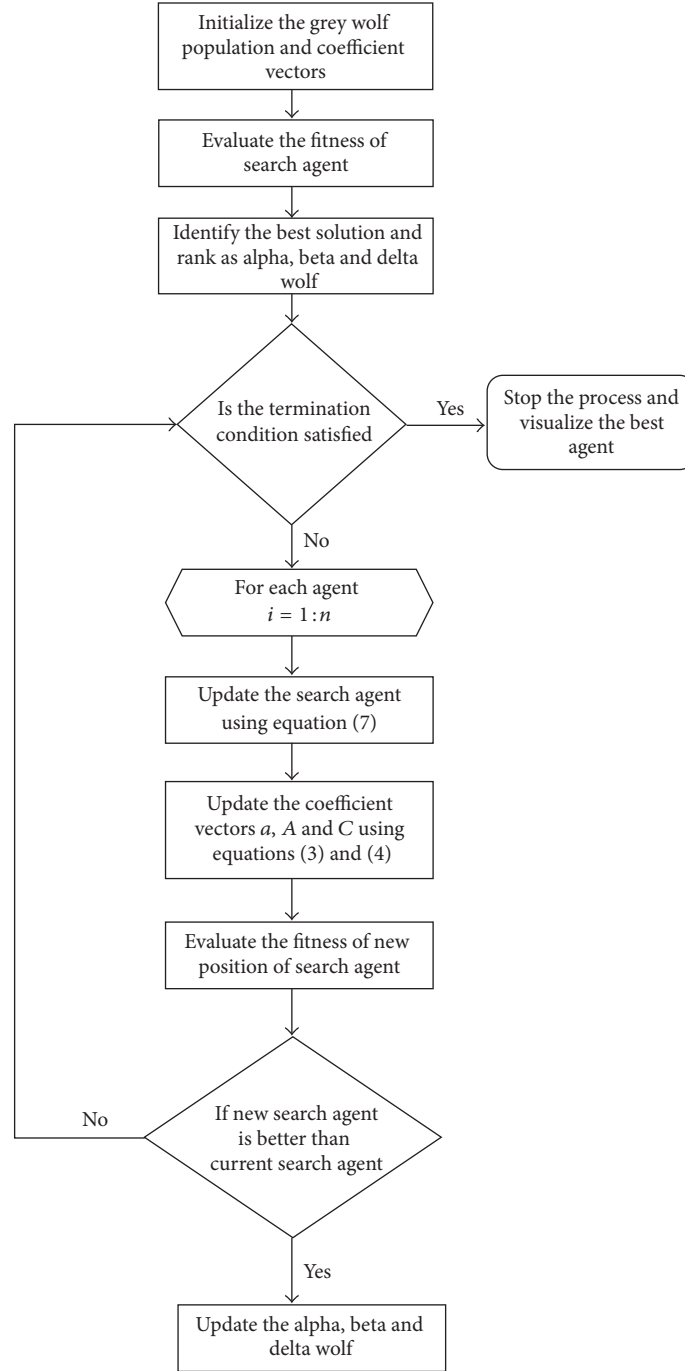 Initialize the grey wolf
population and coefficient
vectors
Evaluate the fitness of
search agent
Identify the best solution and
rank as alpha, beta and delta
wolf
Is the termination
condition satisfied
Yes
Stop the process and
visualize the best
agent
No
For each agent
i = 1:n
Update the search agent
using equation (7)
Update the coefficient
vectors a, A and C using
equations (3) and (4)
Evaluate the fitness of new
position of search agent
No
If new search agent
is better than
current search agent
Yes
Update the alpha, beta and
delta wolf